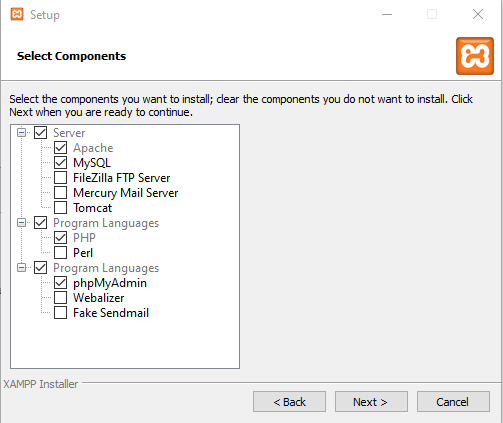 Setup
Select Components
Select the components you want to install; clear the components you do not want to install. Click
Next when you are ready to continue.
Server
Apache
MySQL
FileZilla FTP Server
Mercury Mail Server
Tomcat
Program Languages
PHP
Perl
Program Languages
phpMyAdmin
Webalizer
Fake Sendmail
XAMPP Installer
< Back
Next >
Cancel